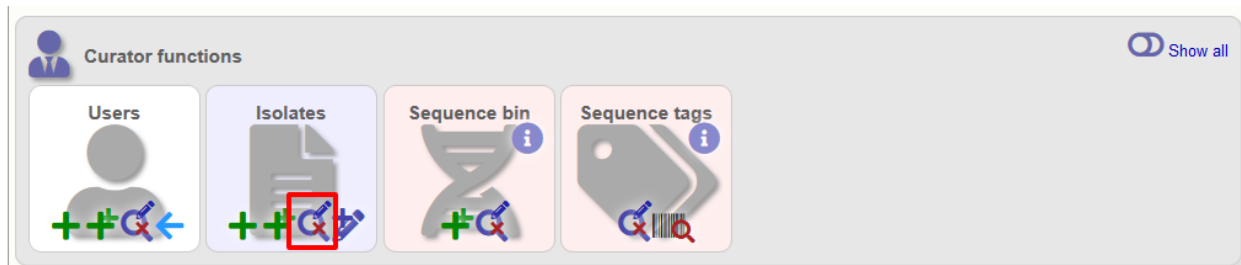 Curator functions
Show all
Users
Isolates
Sequence bin
Sequence tags